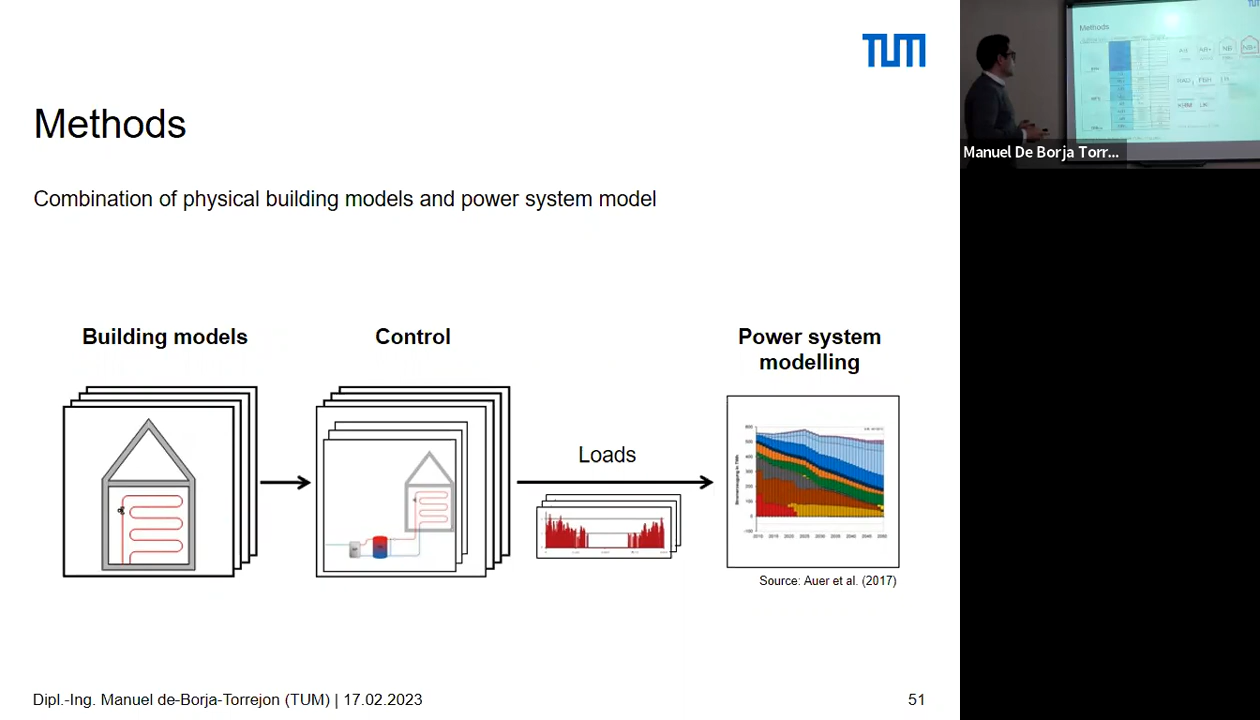 TUM
Methods
Combination of physical building models and power system model
Building models
Control
Power system
modelling
Loads
Source: Auer et al. (2017)
Dipl.-Ing. Manuel de-Borja-Torrejon (TUM) | 17.02.2023
51
Methods
Manuel De Borja Torr...